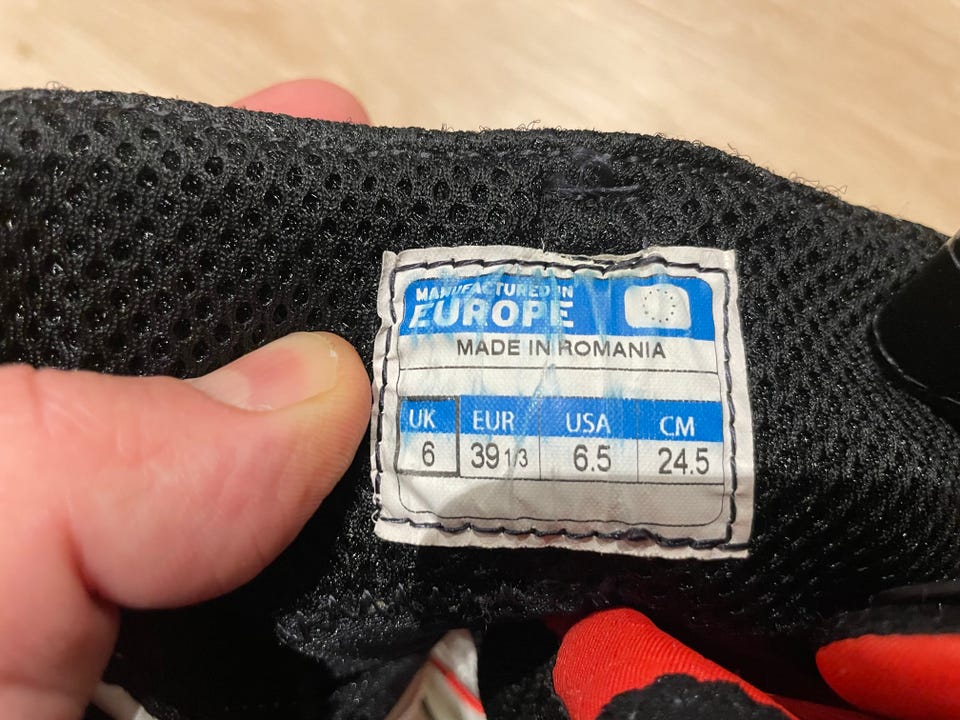 MANUFACTURED IN
EUROPE
MADE IN ROMANIA
UK EUR USA CM
6 39 1/3 6.5 24.5